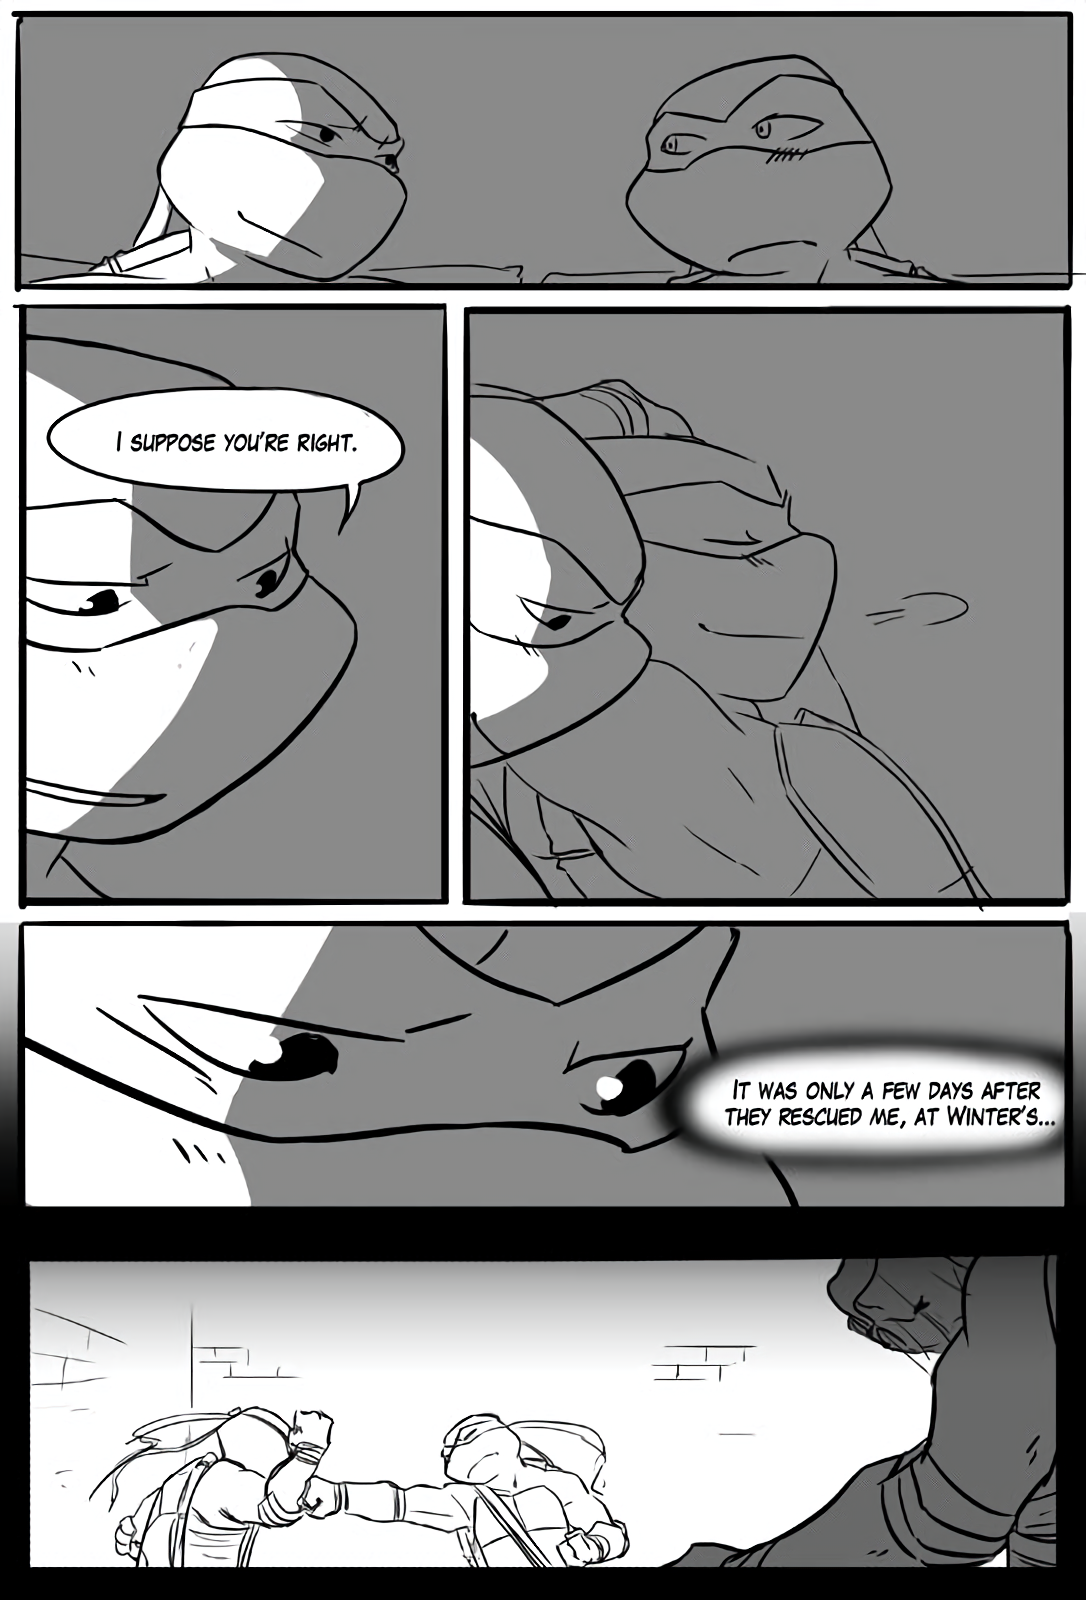 I SUPPOSE YOU'RE RIGHT.
IT WAS ONLY A FEW DAYS AFTER
THEY RESCUED ME, AT WINTER'S...